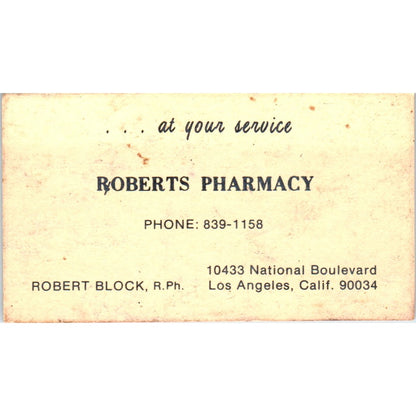 . . . at your service
ROBERTS PHARMACY
PHONE: 839-1158
10433 National Boulevard
ROBERT BLOCK, R.Ph. Los Angeles, Calif. 90034